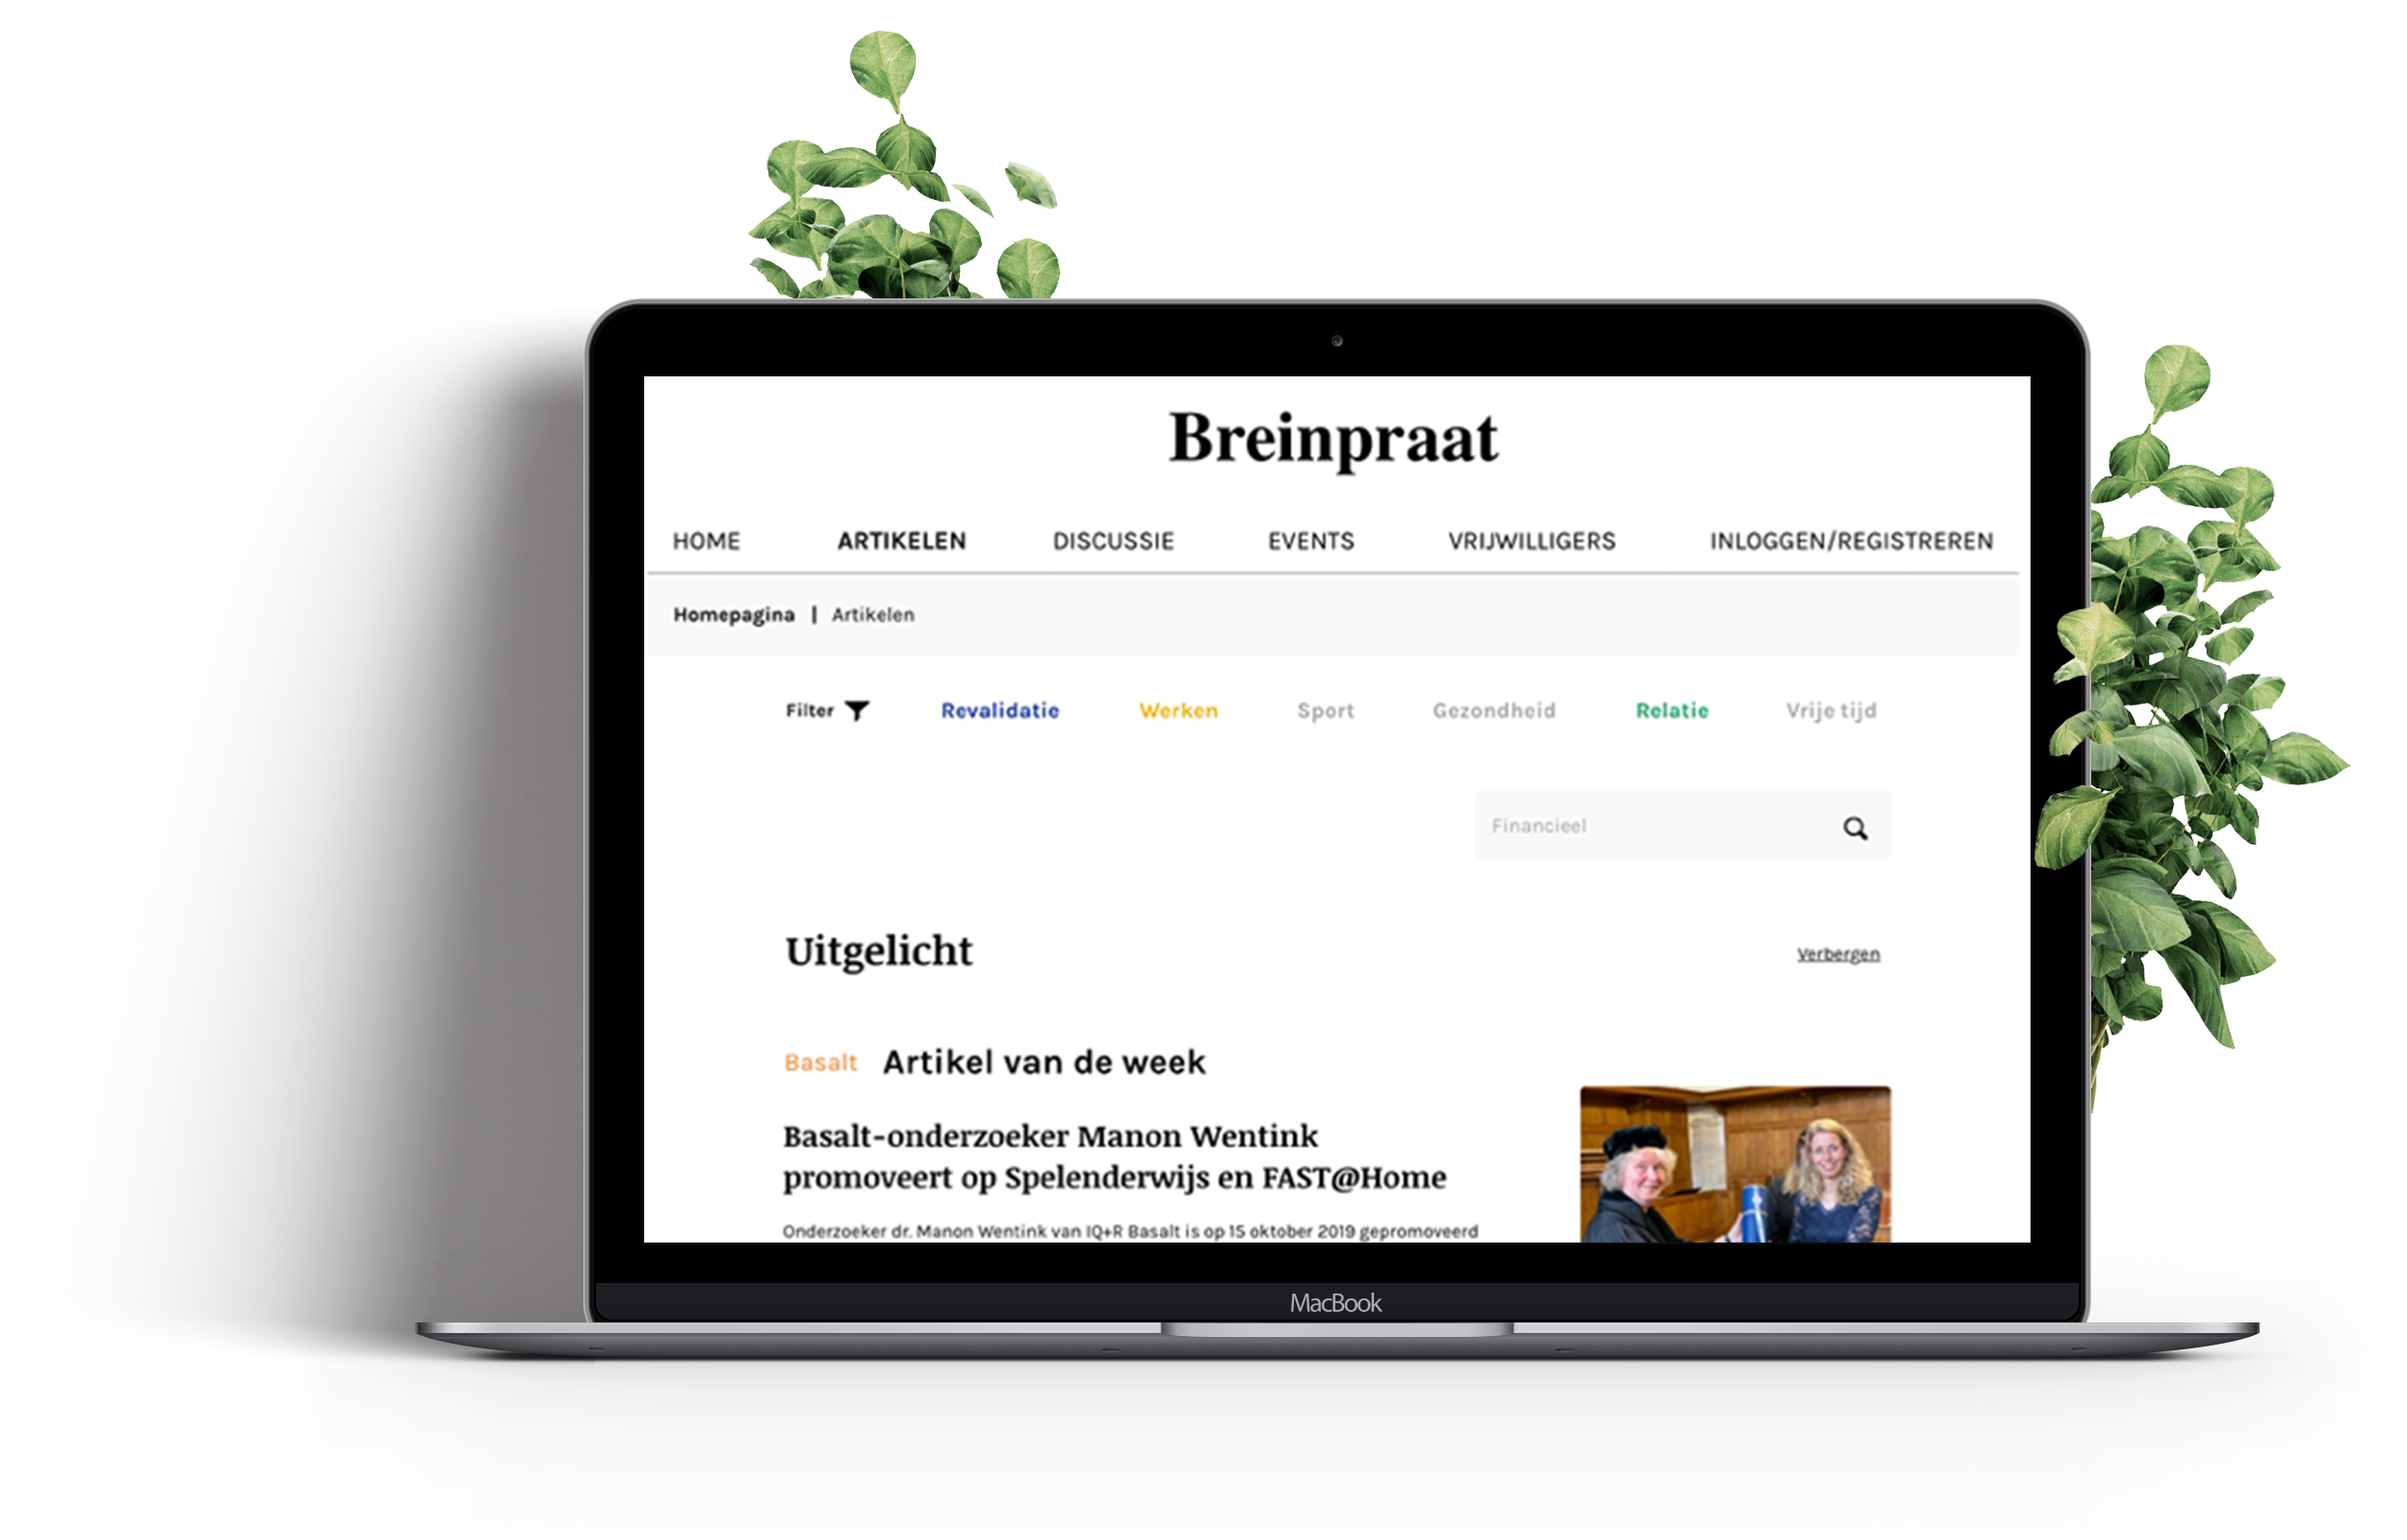 Breinpraat
HOME ARTIKELEN DISCUSSIE EVENTS VRIJWILLIGERS INLOGGEN/REGISTREREN
Homepagina | Artikelen
Filter Revalidatie Werken Sport Gezondheid Relatie Vrije tijd
Financieel
Uitgelicht Verbergen
Basalt Artikel van de week
Basalt-onderzoeker Manon Wentink
promoveert op Spelenderwijs en FAST@Home
Onderzoeker dr. Manon Wentink van IQ+R Basalt is op 15 oktober 2019 gepromoveerd
MacBook